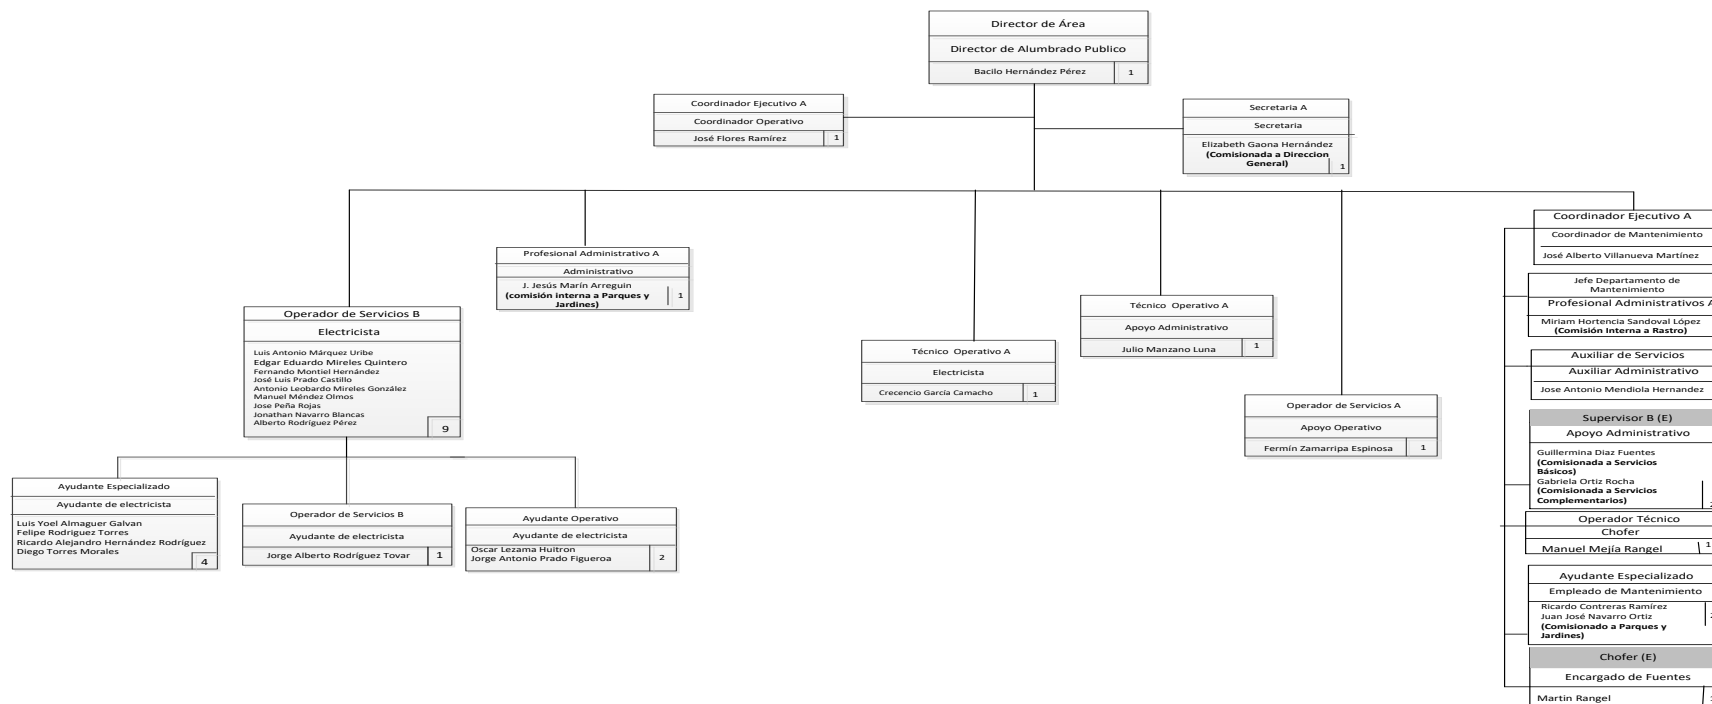 Director de Área
Director de Alumbrado Publico
Bacilo Hernández Pérez 1
Coordinador Ejecutivo A
Coordinador Operativo
José Flores Ramírez 1
Secretaria A
Secretaria
Elizabeth Gaona Hernández
(Comisionada a Direccion
General) 1
Profesional Administrativo A
Administrativo
J. Jesús Marín Arreguin
(comisión interna a Parques y
Jardines) 1
Operador de Servicios B
Electricista
Luis Antonio Márquez Uribe
Edgar Eduardo Mireles Quintero
Fernando Montiel Hernández
José Luis Prado Castillo
Antonio Leobardo Mireles González
Manuel Méndez Olmos
Jose Peña Rojas
Jonathan Navarro Blancas
Alberto Rodríguez Pérez
9
Técnico Operativo A
Electricista
Crecencio García Camacho 1
Técnico Operativo A
Apoyo Administrativo
Julio Manzano Luna 1
Operador de Servicios A
Apoyo Operativo
Fermín Zamarripa Espinosa 1
Ayudante Especializado
Ayudante de electricista
Luis Yoel Almaguer Galvan
Felipe Rodriguez Torres
Ricardo Alejandro Hernández Rodríguez
Diego Torres Morales
4
Operador de Servicios B
Ayudante de electricista
Jorge Alberto Rodríguez Tovar 1
Ayudante Operativo
Ayudante de electricista
Oscar Lezama Huitron
Jorge Antonio Prado Figueroa 2
Coordinador Ejecutivo A
Coordinador de Mantenimiento
José Alberto Villanueva Martínez
Jefe Departamento de
Mantenimiento
Profesional Administrativos A
Miriam Hortencia Sandoval López
(Comisión Interna a Rastro)
Auxiliar de Servicios
Auxiliar Administrativo
Jose Antonio Mendiola Hernandez
Supervisor B (E)
Apoyo Administrativo
Guillermina Diaz Fuentes
(Comisionada a Servicios
Básicos)
Gabriela Ortiz Rocha
(Comisionada a Servicios
Complementarios)
Operador Técnico
Chofer
Manuel Mejía Rangel 1
Ayudante Especializado
Empleado de Mantenimiento
Ricardo Contreras Ramírez
Juan José Navarro Ortiz
(Comisionado a Parques y
Jardines)
Chofer (E)
Encargado de Fuentes
Martin Rangel